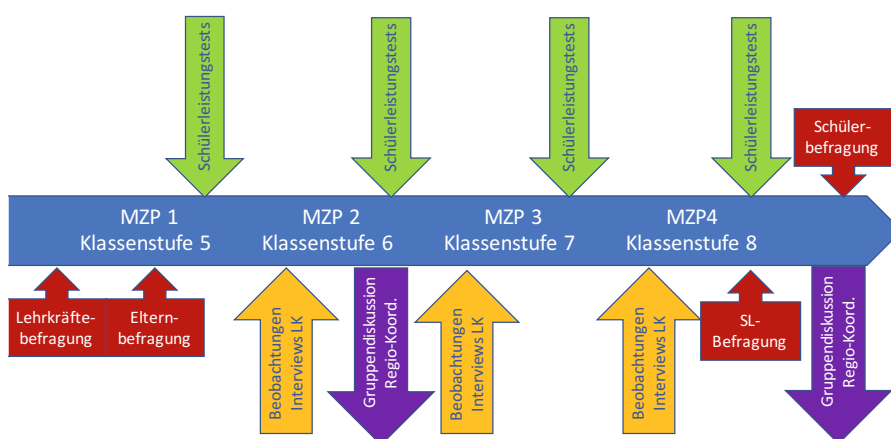 Schülerleistungstests
Schülerleistungstests
Schülerleistungstests
Schülerleistungstests
Schüler-
befragung
MZP 1
Klassenstufe 5
MZP 2
Klassenstufe 6
MZP 3
Klassenstufe 7
MZP4
Klassenstufe 8
Lehrkräfte-
befragung
Eltern-
befragung
Beobachtungen
Interviews LK
Gruppendiskussion
Regio-Koord.
Beobachtungen
Interviews LK
Beobachtungen
Interviews LK
SL-
Befragung
Gruppendiskussion
Regio-Koord.